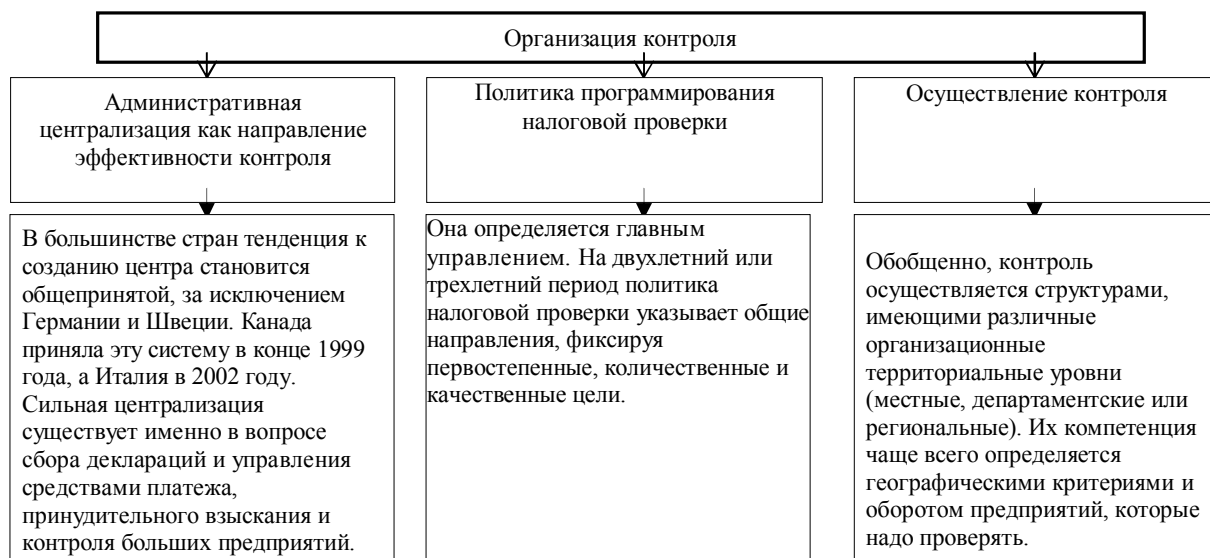 Организация контроля
Административная
централизация как направление
эффективности контроля
Политика программирования
налоговой проверки
Осуществление контроля
В большинстве стран тенденция к
созданию центра становится
общепринятой, за исключением
Германии и Швеции. Канада
приняла эту систему в конце 1999
года, а Италия в 2002 году.
Сильная централизация
существует именно в вопросе
сбора деклараций и управления
средствами платежа,
принудительного взыскания и
контроля больших предприятий.
Она определяется главным
управлением. На двухлетний или
трехлетний период политика
налоговой проверки указывает общие
направления, фиксируя
первостепенные, количественные и
качественные цели.
Обобщенно, контроль
осуществляется структурами,
имеющими различные
организационные
территориальные уровни
(местные, департаментские или
региональные). Их компетенция
чаще всего определяется
географическими критериями и
оборотом предприятий, которые
надо проверять.